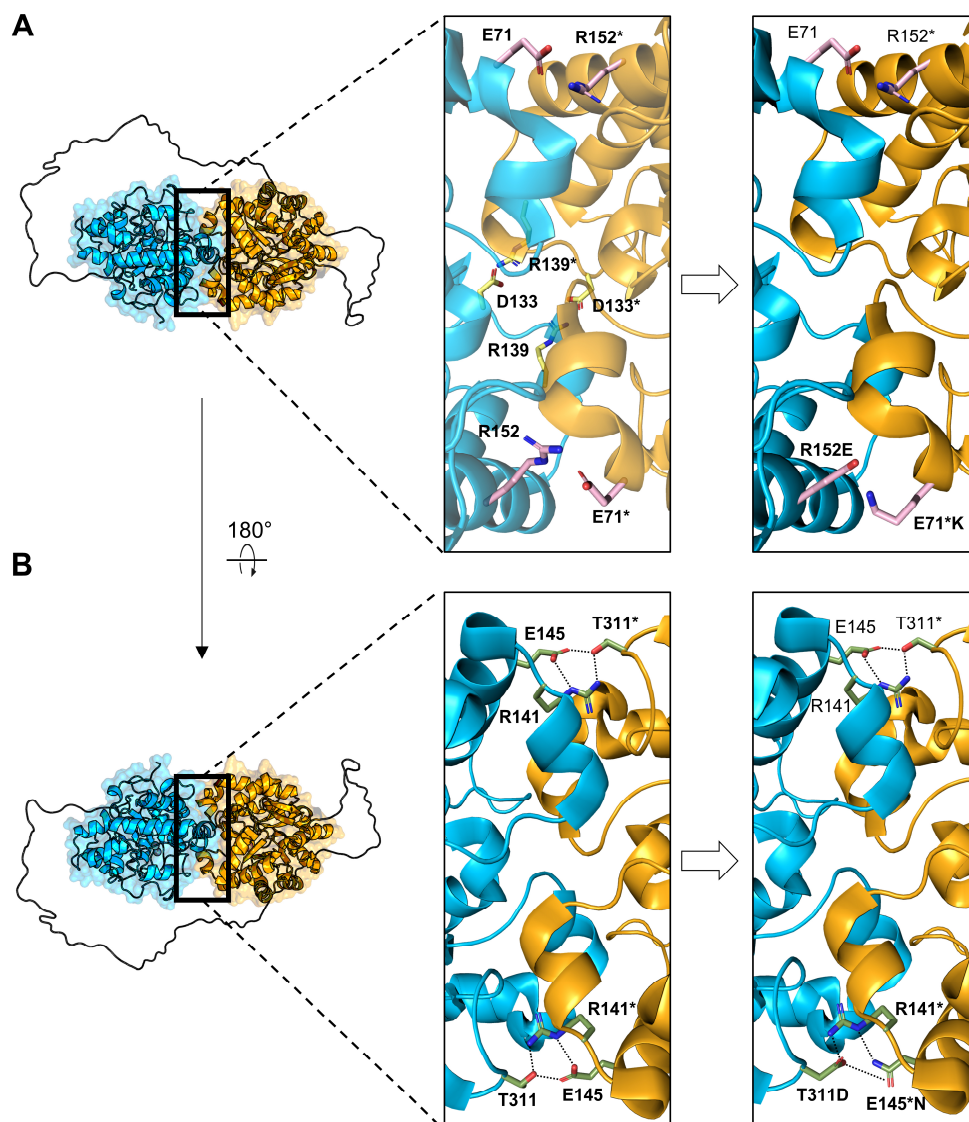 A
E71
R152*
R139*
D133
D133*
R139
R152
E71*
E71
R152*
R152E
E71*K
180°
B
E145
T311*
R141
R141*
T311
E145
E145
T311*
R141
R141*
T311D
E145*N